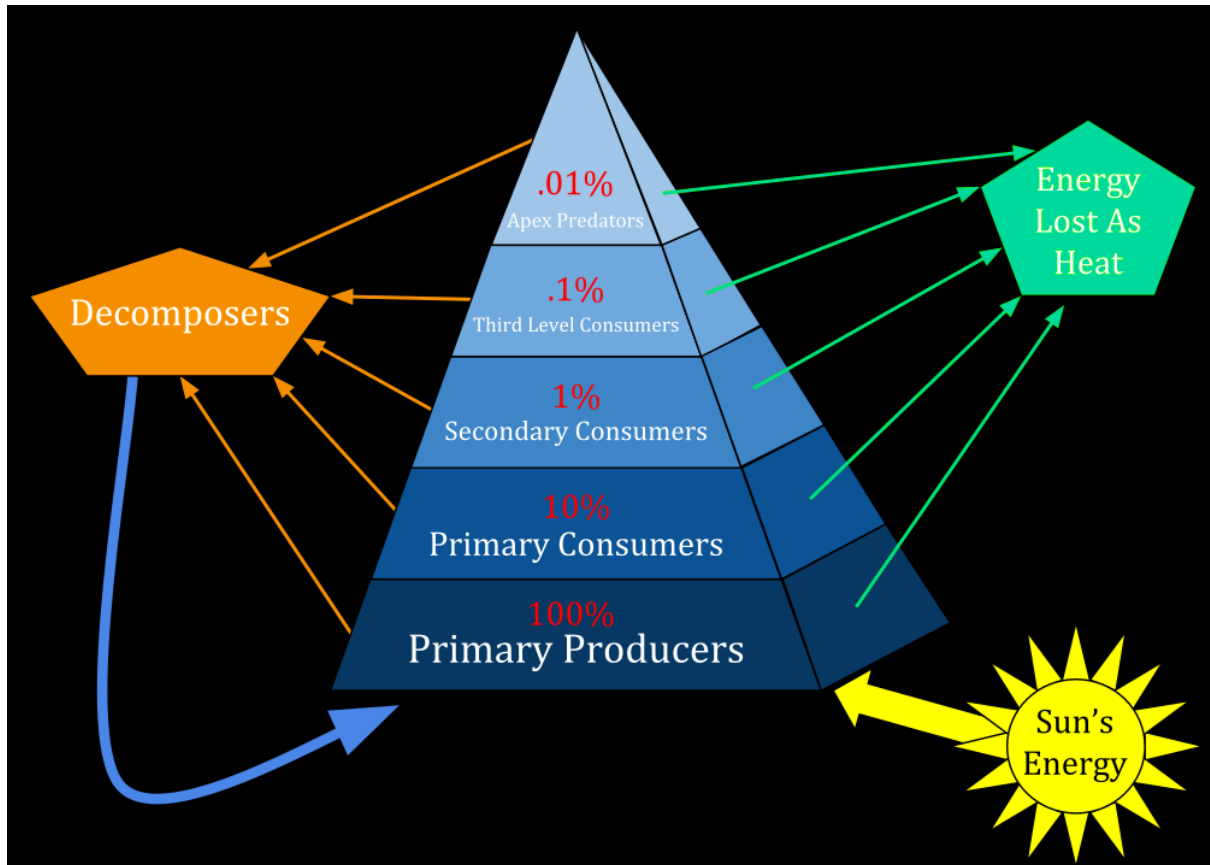 .01%
Apex Predators
.1%
Third Level Consumers
1%
Secondary Consumers
10%
Primary Consumers
100%
Primary Producers
Decomposers
Energy
Lost As
Heat
Sun's
Energy